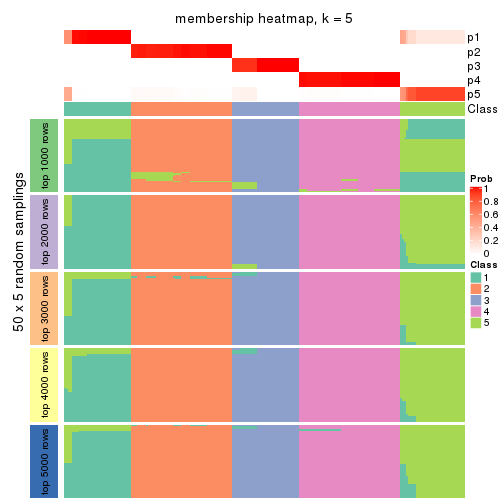 membership heatmap, k = 5
p1
p2
p3
p4
p5
Class
50 x 5 random samplings
top 1000 rows
top 2000 rows
top 3000 rows
top 4000 rows
top 5000 rows
Prob
1
0.8
0.6
0.4
0.2
0
Class
1
2
3
4
5